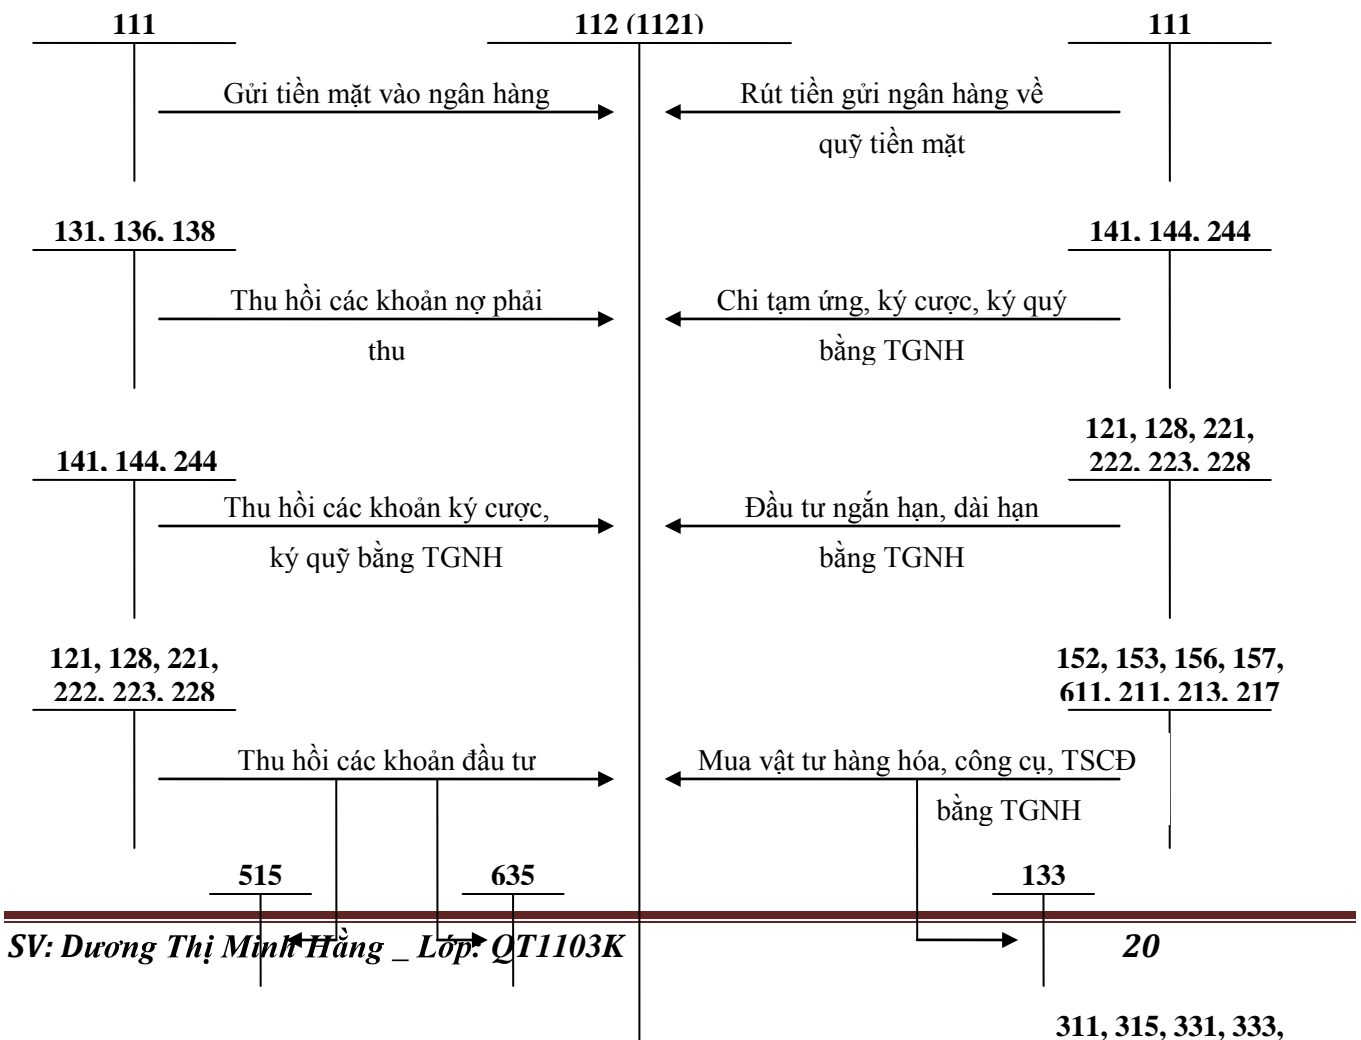 111
112 (1121)
111
Gửi tiền mặt vào ngân hàng
Rút tiền gửi ngân hàng về
quỹ tiền mặt
131, 136, 138
141, 144, 244
Thu hồi các khoản nợ phải
thu
Chi tạm ứng, ký cược, ký quý
bằng TGNH
141, 144, 244
121, 128, 221,
222, 223, 228
Thu hồi các khoản ký cược,
ký quỹ bằng TGNH
Đầu tư ngắn hạn, dài hạn
bằng TGNH
121, 128, 221,
222, 223, 228
152, 153, 156, 157,
611, 211, 213, 217
Thu hồi các khoản đầu tư
Mua vật tư hàng hóa, công cụ, TSCĐ
bằng TGNH
515
635
133
SV: Dương Thị Minh Hằng _ Lớp: QT1103K
20
311, 315, 331, 333,